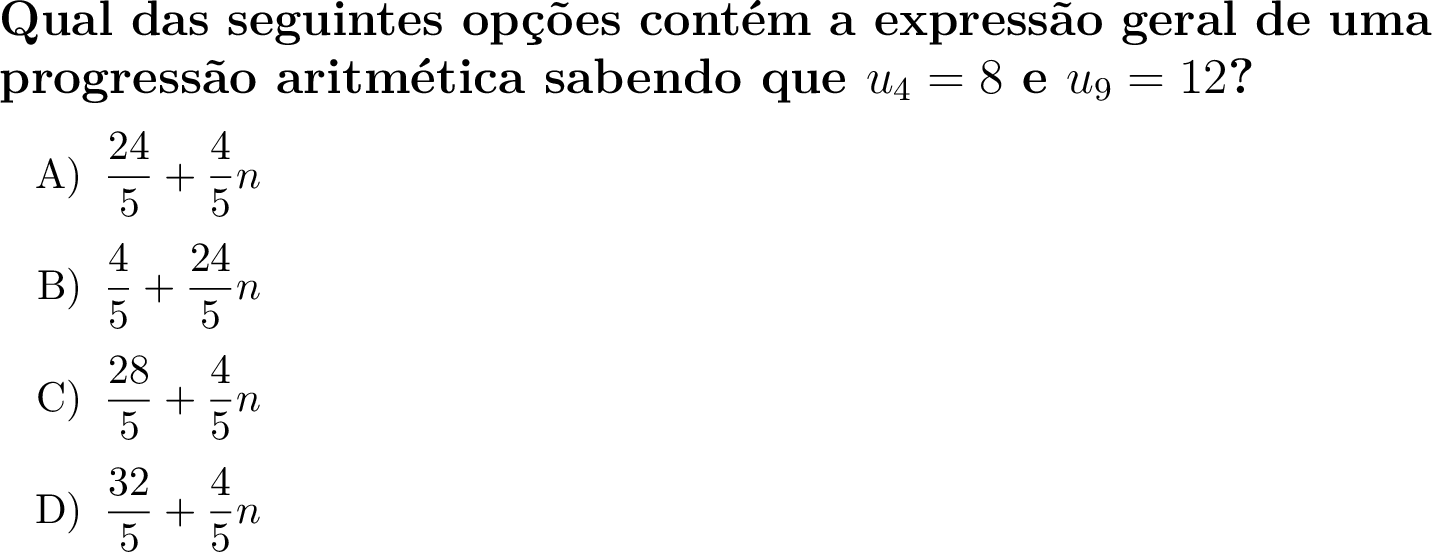 Qual das seguintes opções contém a expressão geral de uma
progressão aritmética sabendo que $u_4 = 8$ e $u_9 = 12$?
A) $\frac{24}{5} + \frac{4}{5}n$
B) $\frac{4}{5} + \frac{24}{5}n$
C) $\frac{28}{5} + \frac{4}{5}n$
D) $\frac{32}{5} + \frac{4}{5}n$